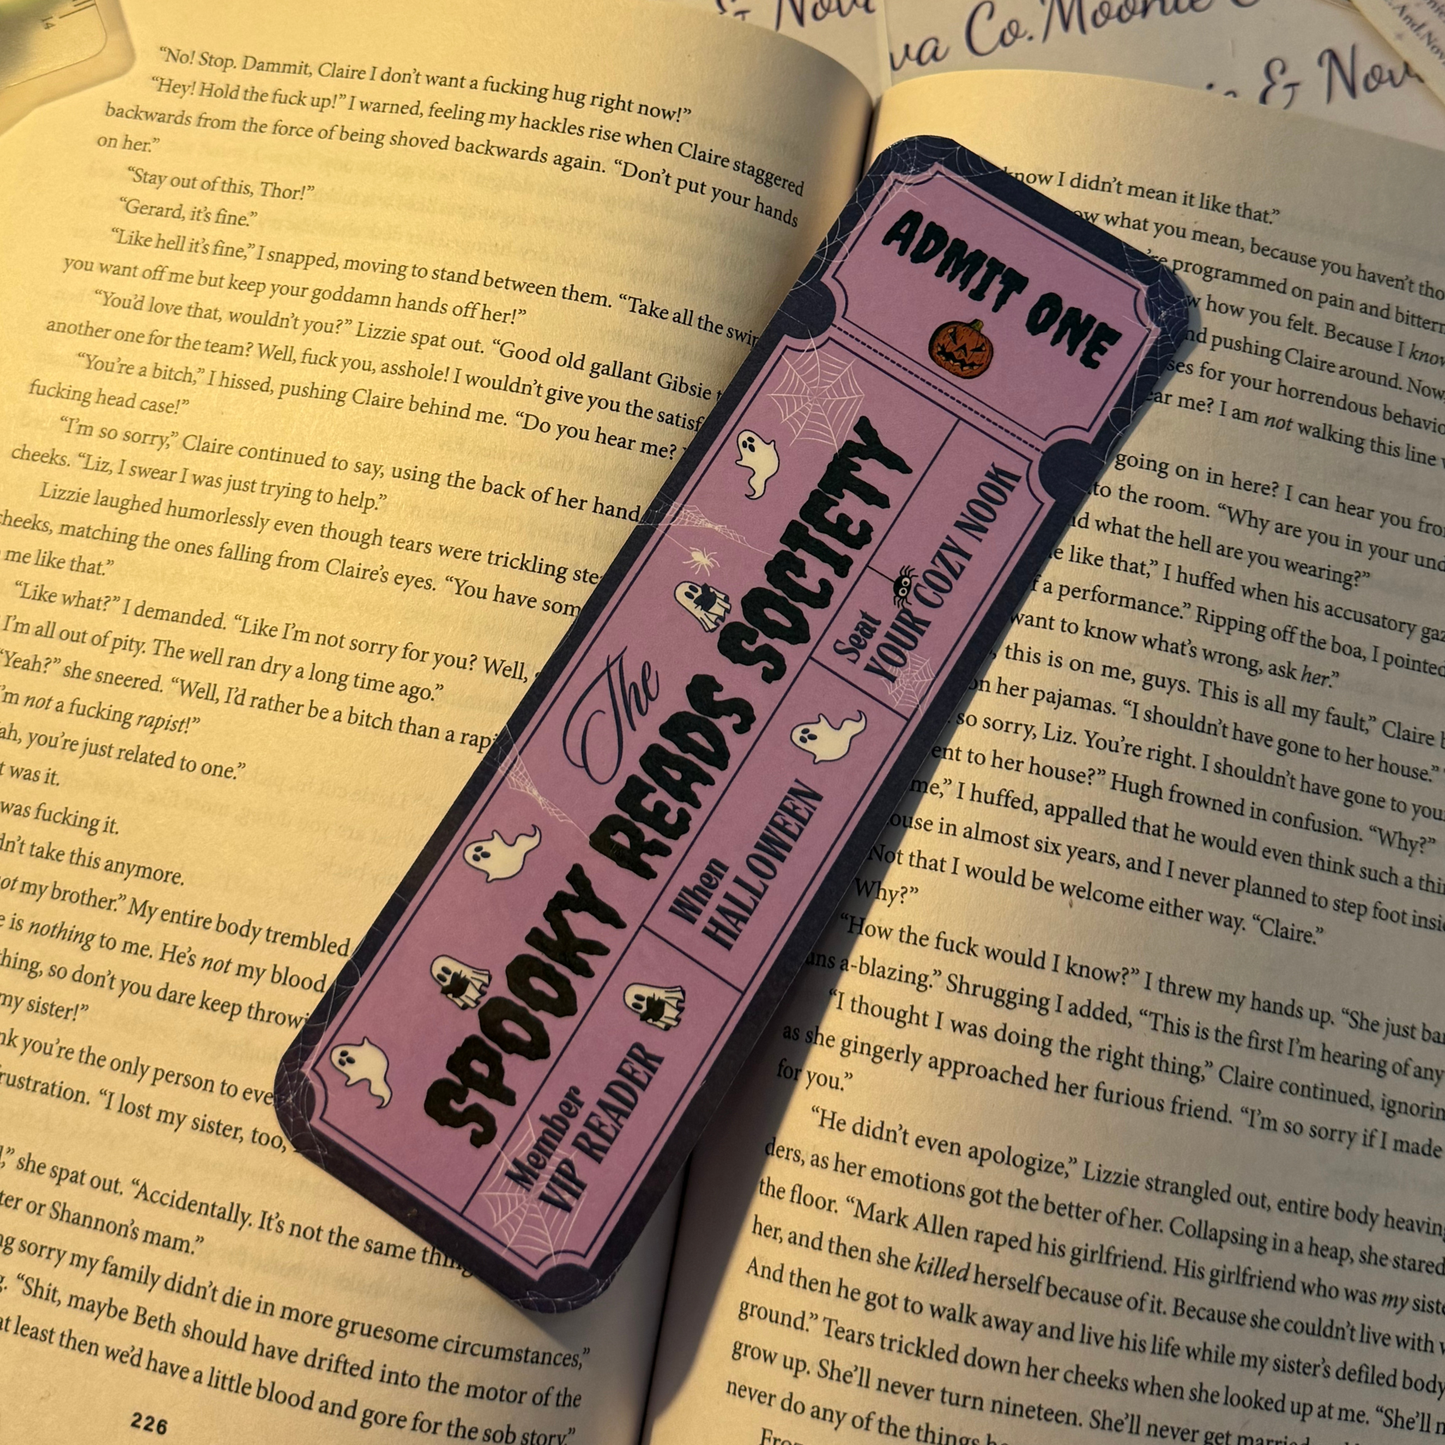 & Nova
va Co. Moonie &
& Nova
And.Nov
14
“No! Stop. Dammit, Claire I don’t want a fucking hug right now!”
“Hey! Hold the fuck up!” I warned, feeling my hackles rise when Claire staggered
backwards from the force of being shoved backwards again. “Don’t put your hands
on her.”
“Stay out of this, Thor!”
“Gerard, it’s fine.”
“Like hell it’s fine,” I snapped, moving to stand between them. “Take all the
you want off me but keep your goddamn hands off her!”
“You’d love that, wouldn’t you?” Lizzie spat out. “Good old gallant Gibsie
another one for the team? Well, fuck you, asshole! I wouldn’t give you the
“You’re a bitch,” I hissed, pushing Claire behind me. “Do you hear me?
fucking head case!”
“I’m so sorry,” Claire continued to say, using the back of her hand
cheeks. “Liz, I swear I was just trying to help.”
Lizzie laughed humorlessly even though tears were trickling
cheeks, matching the ones falling from Claire’s eyes. “You have
me like that.”
“Like what?” I demanded. “Like I’m not sorry for you? Well,
I’m all out of pity. The well ran dry a long time ago.”
“Yeah?” she sneered. “Well, I’d rather be a bitch than a
I’m not a fucking rapist!”
ah, you’re just related to one.”
t was it.
was fucking it.
dn’t take this anymore.
ot my brother.” My entire body trembled
e is nothing to me. He’s not my blood
hing, so don’t you dare keep
my sister!”
nk you’re the only person to
frustration. “I lost my sister, too,
,” she spat out. “Accidentally. It’s not the same
ter or Shannon’s mam.”
ng sorry my family didn’t die in more gruesome circumstances,”
g. “Shit, maybe Beth should have drifted into the motor of the
at least then we’d have a little blood and gore for the sob story.”
226
ADMIT ONE
The
SPOOKY READS SOCIETY
Seat
YOUR COZY NOOK
When
HALLOWEEN
Member
VIP READER
know I didn’t mean it like that.”
ow what you mean, because you haven’t
’re programmed on pain and
w how you felt. Because I know
nd pushing Claire around. Now
ses for your horrendous
ear me? I am not walking this line
going on in here? I can hear you
to the room. “Why are you in your
d what the hell are you wearing?”
e like that,” I huffed when his accusatory
f a performance.” Ripping off the boa, I pointed
want to know what’s wrong, ask her.”
, this is on me, guys. This is all my fault,” Claire
on her pajamas. “I shouldn’t have gone to her house.”
so sorry, Liz. You’re right. I shouldn’t have gone to
ent to her house?” Hugh frowned in confusion. “Why?”
me,” I huffed, appalled that he would even think such a
ouse in almost six years, and I never planned to step foot
Not that I would be welcome either way. “Claire.”
Why?”
“How the fuck would I know?” I threw my hands up. “She just
ns a-blazing.” Shrugging I added, “This is the first I’m hearing of
“I thought I was doing the right thing,” Claire continued,
as she gingerly approached her furious friend. “I’m so sorry if I made
for you.”
“He didn’t even apologize,” Lizzie strangled out, entire body
ders, as her emotions got the better of her. Collapsing in a heap, she stared
the floor. “Mark Allen raped his girlfriend. His girlfriend who was my
her, and then she killed herself because of it. Because she couldn’t live with
And then he got to walk away and live his life while my sister’s defiled body
ground.” Tears trickled down her cheeks when she looked up at me. “She’ll
grow up. She’ll never turn nineteen. She’ll never get
never do any of the things